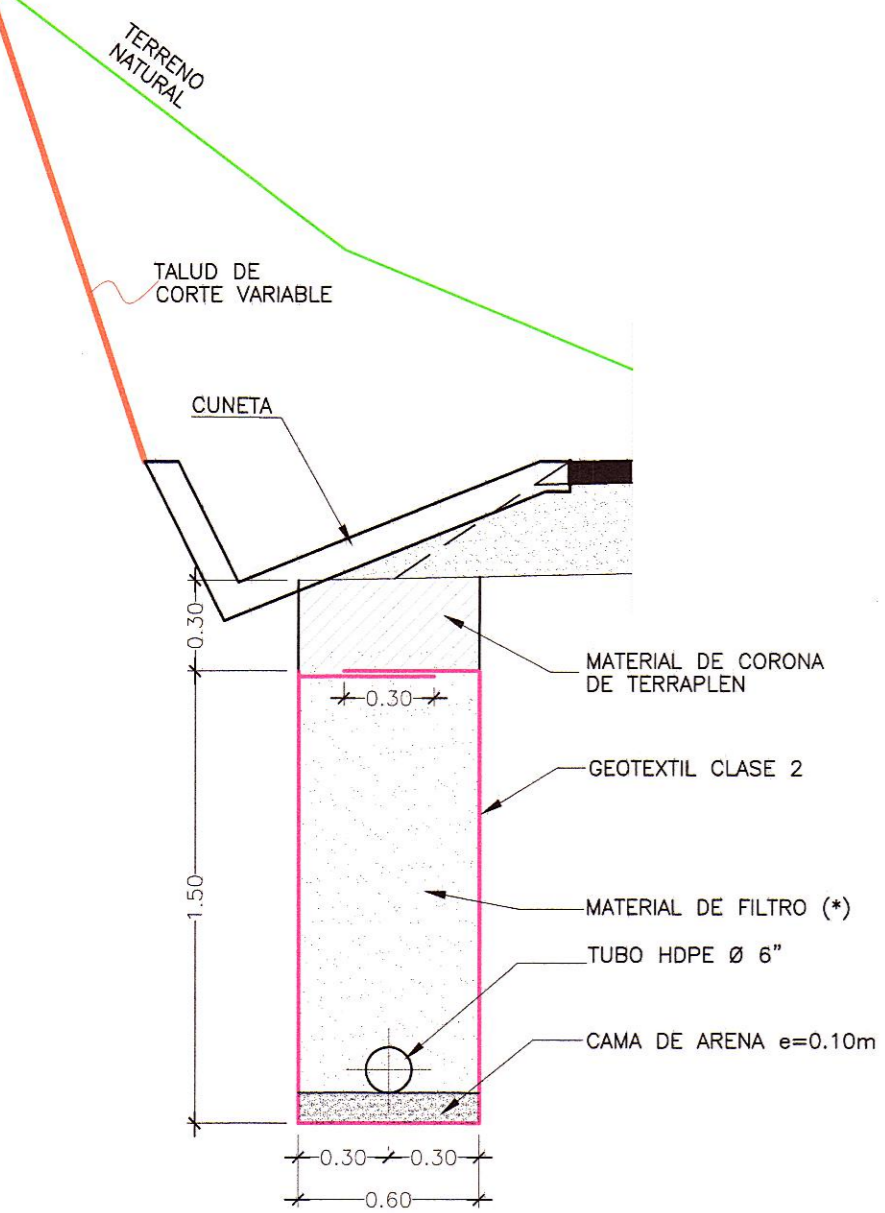 TERRENO
NATURAL
TALUD DE
CORTE VARIABLE
CUNETA
0.30
MATERIAL DE CORONA
DE TERRAPLEN
0.30
GEOTEXTIL CLASE 2
1.50
MATERIAL DE FILTRO (*)
TUBO HDPE Ø 6"
CAMA DE ARENA e=0.10m
0.30
0.30
0.60